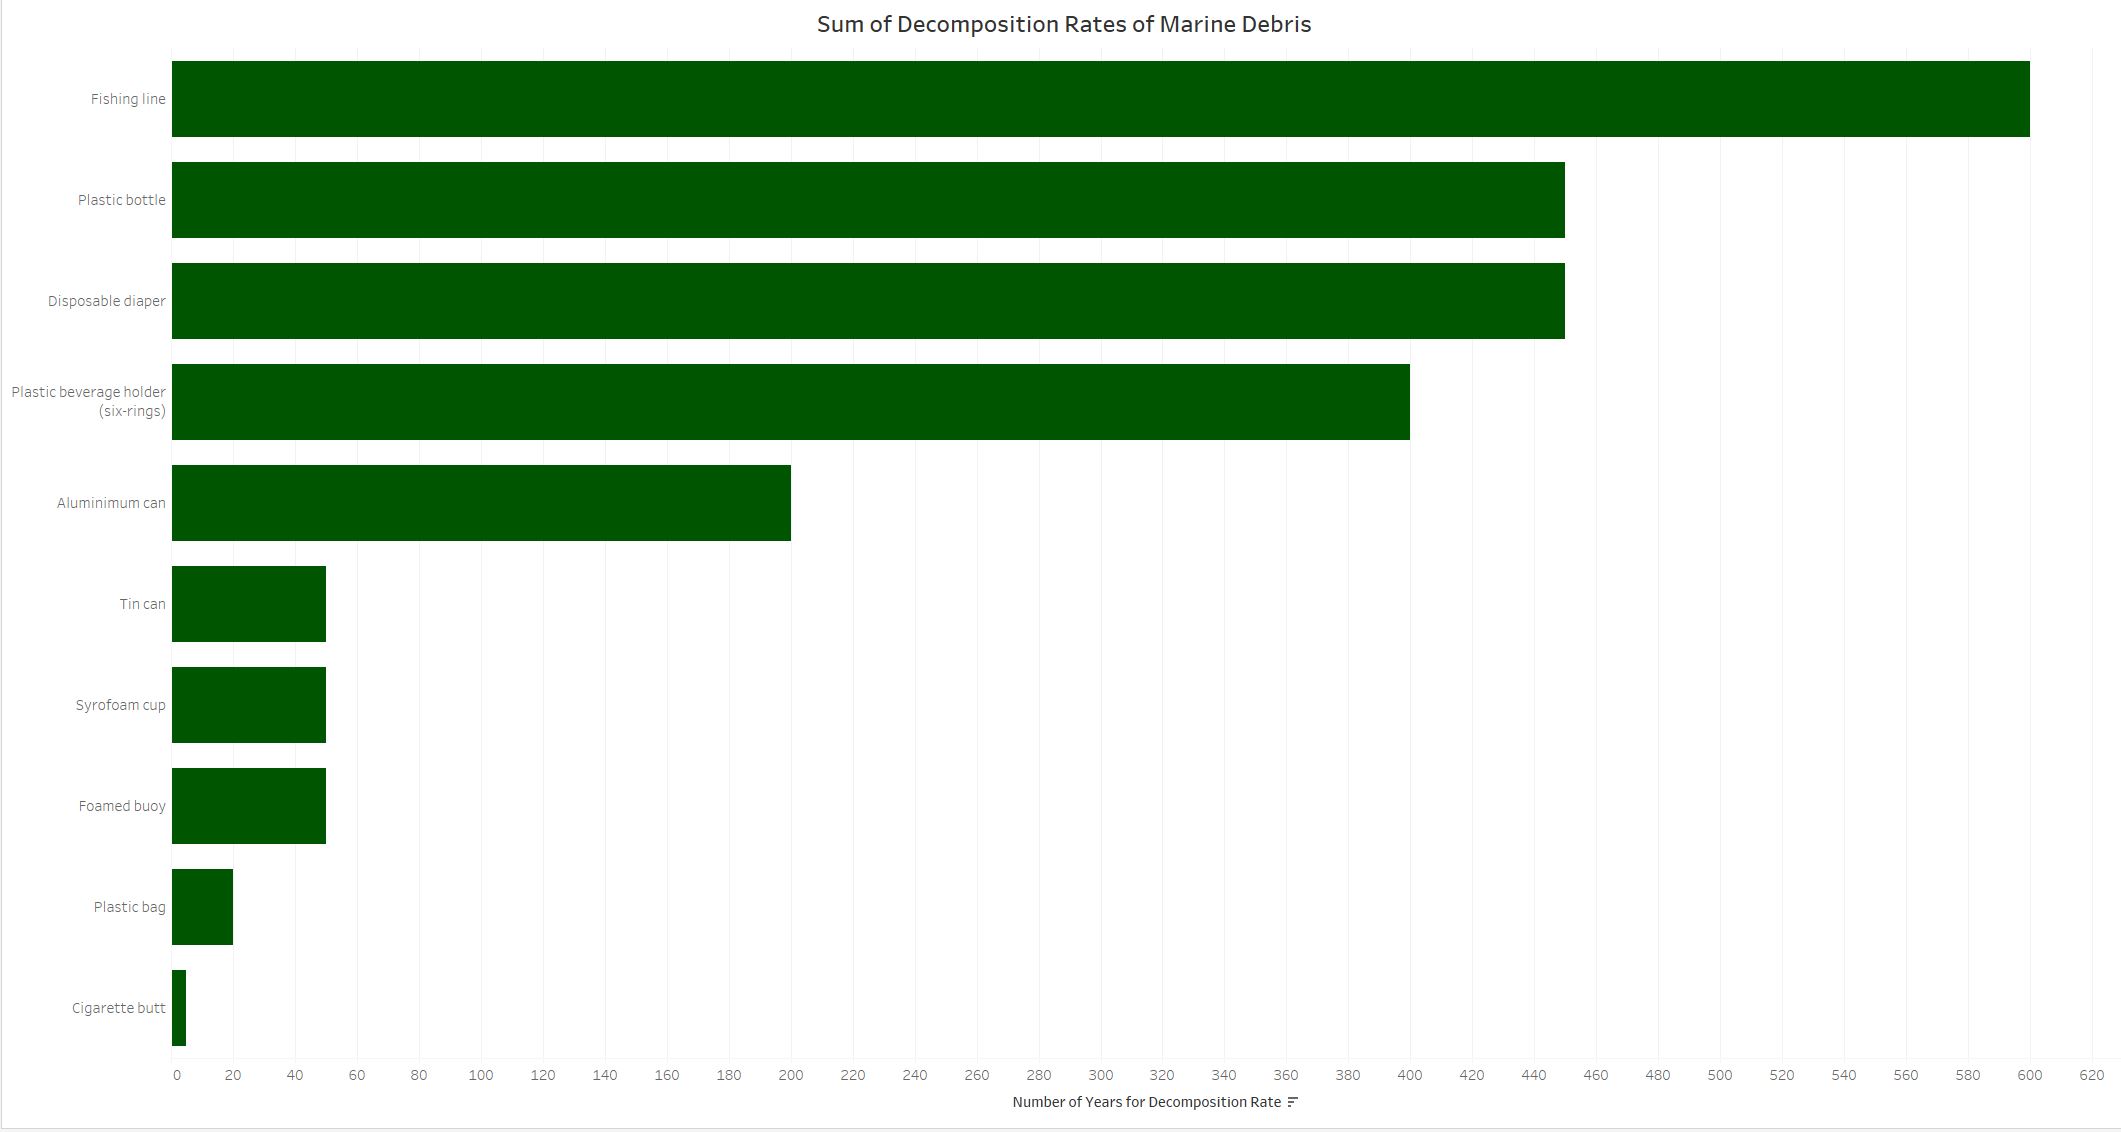 Sum of Decomposition Rates of Marine Debris
Fishing line
Plastic bottle
Disposable diaper
Plastic beverage holder
(six-rings)
Aluminimum can
Tin can
Syrofoam cup
Foamed buoy
Plastic bag
Cigarette butt
0 20 40 60 80 100 120 140 160 180 200 220 240 260 280 300 320 340 360 380 400 420 440 460 480 500 520 540 560 580 600 620
Number of Years for Decomposition Rate